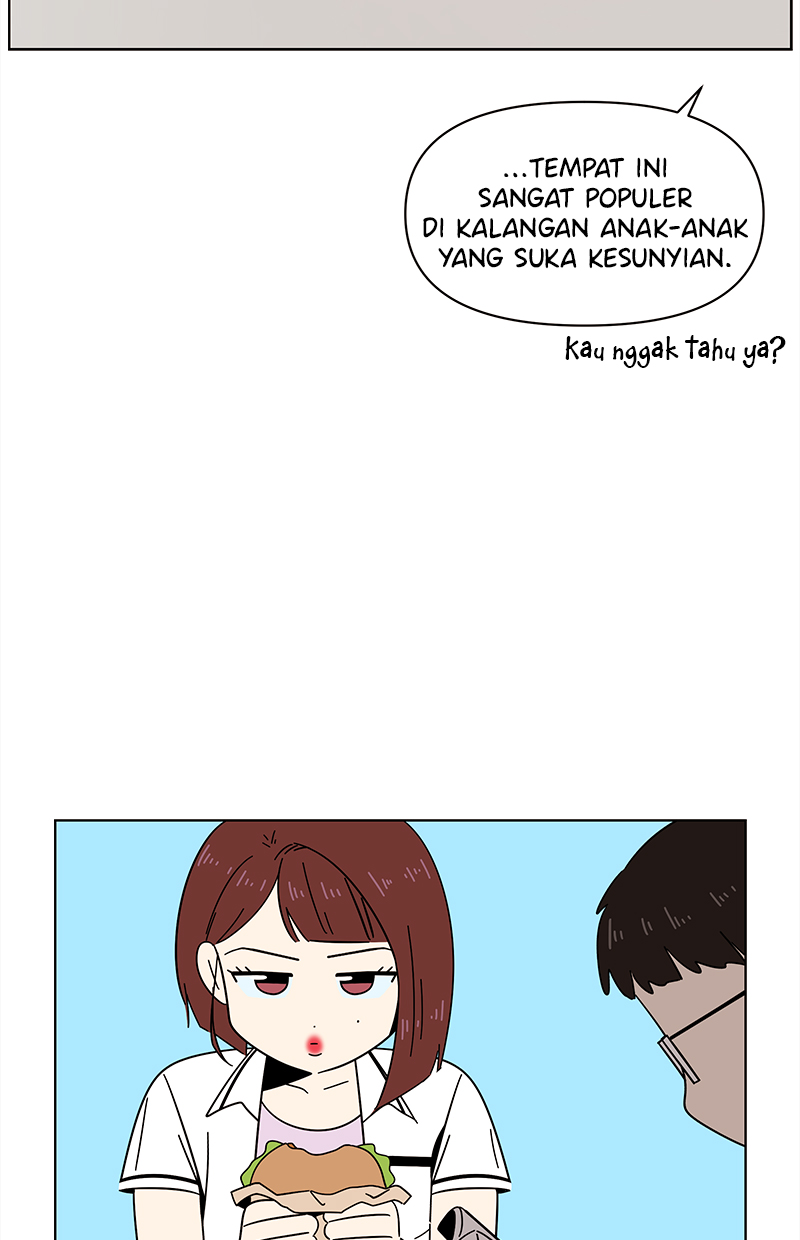 ...TEMPAT INI
SANGAT POPULER
DI KALANGAN ANAK-ANAK
YANG SUKA KESUNYIAN.
Kau nggak tahu ya?